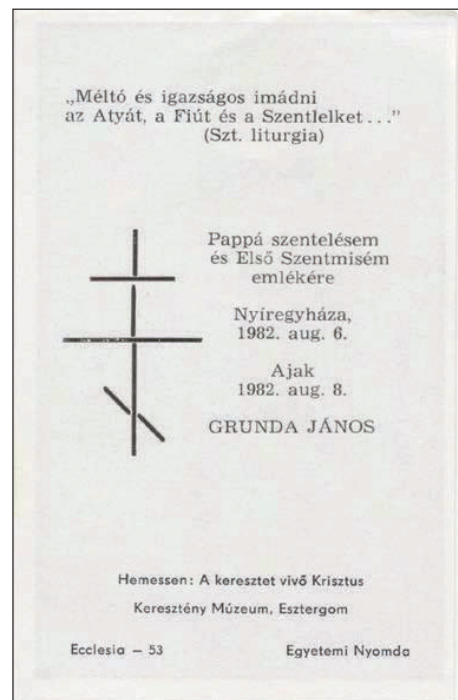 „Méltó és igazságos imádni
az Atyát, a Fiút és a Szentlelket...”
(Szt. liturgia)
Pappá szentelésem
és Első Szentmisém
emlékére
Nyíregyháza,
1982. aug. 6.
Ajak
1982. aug. 8.
GRUNDA JÁNOS
Hemessen: A keresztet vivő Krisztus
Keresztény Múzeum, Esztergom
Ecclesia — 53 Egyetemi Nyomda